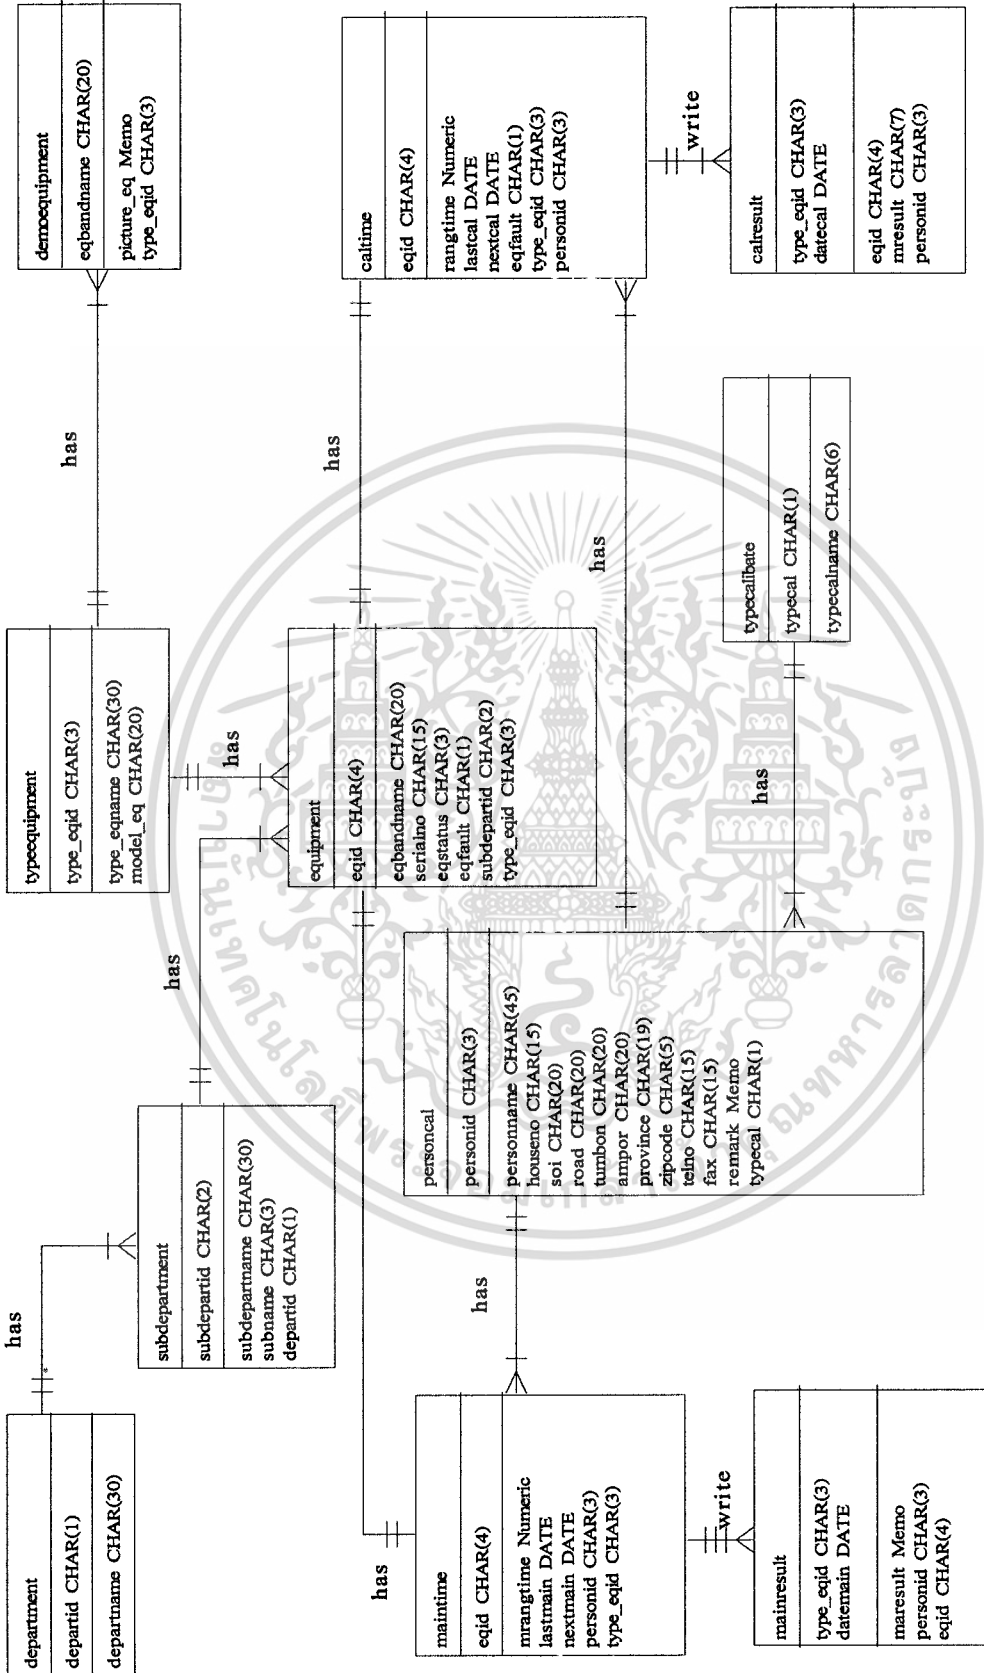 department
departid CHAR(1)
departname CHAR(30)
has
subdepartment
subdepartid CHAR(2)
subdepartname CHAR(30)
subname CHAR(3)
departid CHAR(1)
has
typeequipment
type_eqid CHAR(3)
type_eqname CHAR(30)
model_eq CHAR(20)
has
demoequipment
eqbandname CHAR(20)
picture_eq Memo
type_eqid CHAR(3)
has
equipment
eqid CHAR(4)
eqbandname CHAR(20)
serialno CHAR(15)
eqstatus CHAR(3)
eqfault CHAR(1)
subdepartid CHAR(2)
type_eqid CHAR(3)
has
caltime
eqid CHAR(4)
rangtime Numeric
lastcal DATE
nextcal DATE
eqfault CHAR(1)
type_eqid CHAR(3)
personid CHAR(3)
has
maintime
eqid CHAR(4)
mrangtime Numeric
lastmain DATE
nextmain DATE
personid CHAR(3)
type_eqid CHAR(3)
has
personcal
personid CHAR(3)
personname CHAR(45)
houseno CHAR(15)
soi CHAR(20)
road CHAR(20)
tumbon CHAR(20)
ampor CHAR(20)
province CHAR(19)
zipcode CHAR(5)
telno CHAR(15)
fax CHAR(15)
remark Memo
typecal CHAR(1)
has
has
typecalibate
typecal CHAR(1)
typecalname CHAR(6)
write
mainresult
type_eqid CHAR(3)
datemain DATE
maresult Memo
personid CHAR(3)
eqid CHAR(4)
write
calresult
type_eqid CHAR(3)
datecal DATE
eqid CHAR(4)
mresult CHAR(7)
personid CHAR(3)